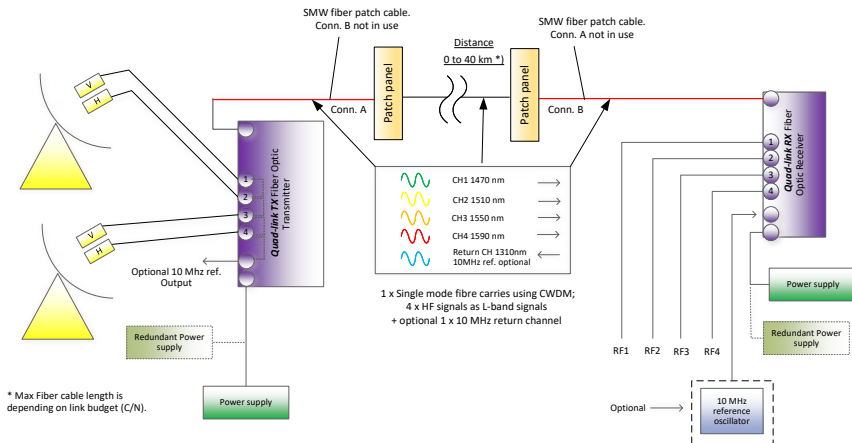 SMW fiber patch cable.
Conn. B not in use
SMW fiber patch cable.
Conn. A not in use
Distance
0 to 40 km *)
Patch panel
Patch panel
Conn. A
Conn. B
V
H
V
H
Quad-link TX Fiber Optic
Transmitter
1
2
3
4
Quad-link RX Fiber
Optic Receiver
1
2
3
4
CH1 1470 nm
CH2 1510 nm
CH3 1550 nm
CH4 1590 nm
Return CH 1310nm
10MHz ref. optional
Optional 10 Mhz ref.
Output
1 x Single mode fibre carries using CWDM;
4 x HF signals as L-band signals
+ optional 1 x 10 MHz return channel
Redundant Power
supply
Power supply
Power supply
Redundant Power
supply
RF1
RF2
RF3
RF4
* Max Fiber cable length is
depending on link budget (C/N).
Optional
10 MHz
reference
oscillator